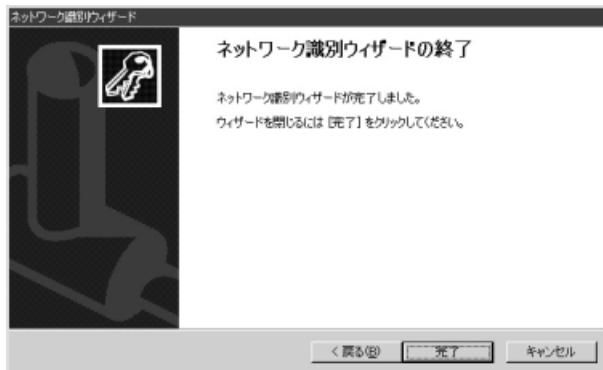 ネットワーク識別ウィザード
ネットワーク識別ウィザードの終了
ネットワーク識別ウィザードが完了しました。
ウィザードを閉じるには [完了] をクリックしてください。
< 戻る(B)
完了
キャンセル